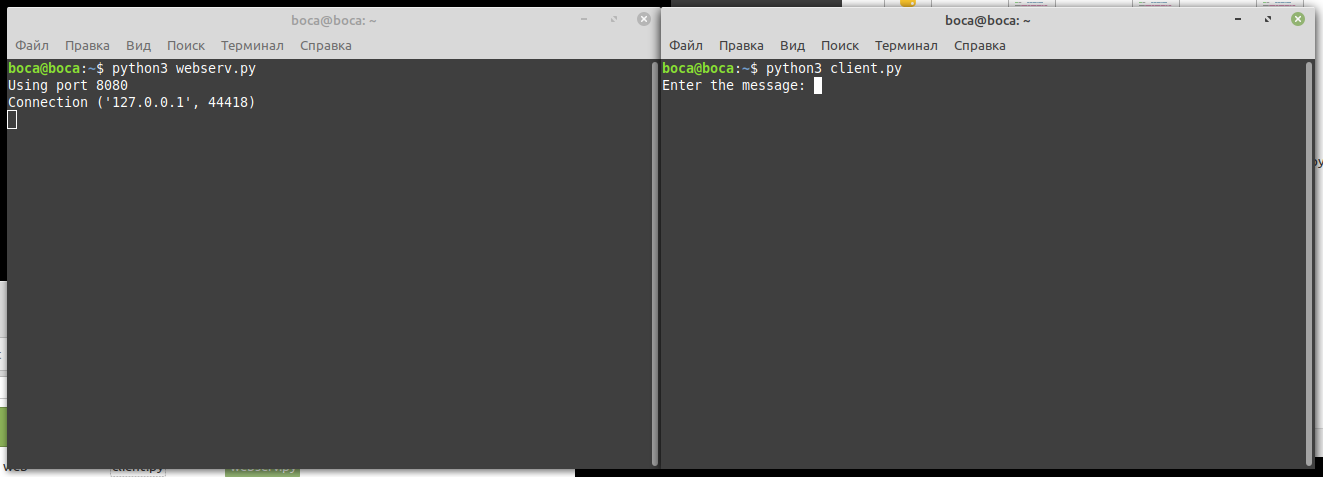 boca@boca: ~
Файл Правка Вид Поиск Терминал Справка
boca@boca:~$ python3 webserv.py
Using port 8080
Connection ('127.0.0.1', 44418)
boca@boca: ~
Файл Правка Вид Поиск Терминал Справка
boca@boca:~$ python3 client.py
Enter the message:
web client.py webserv.py